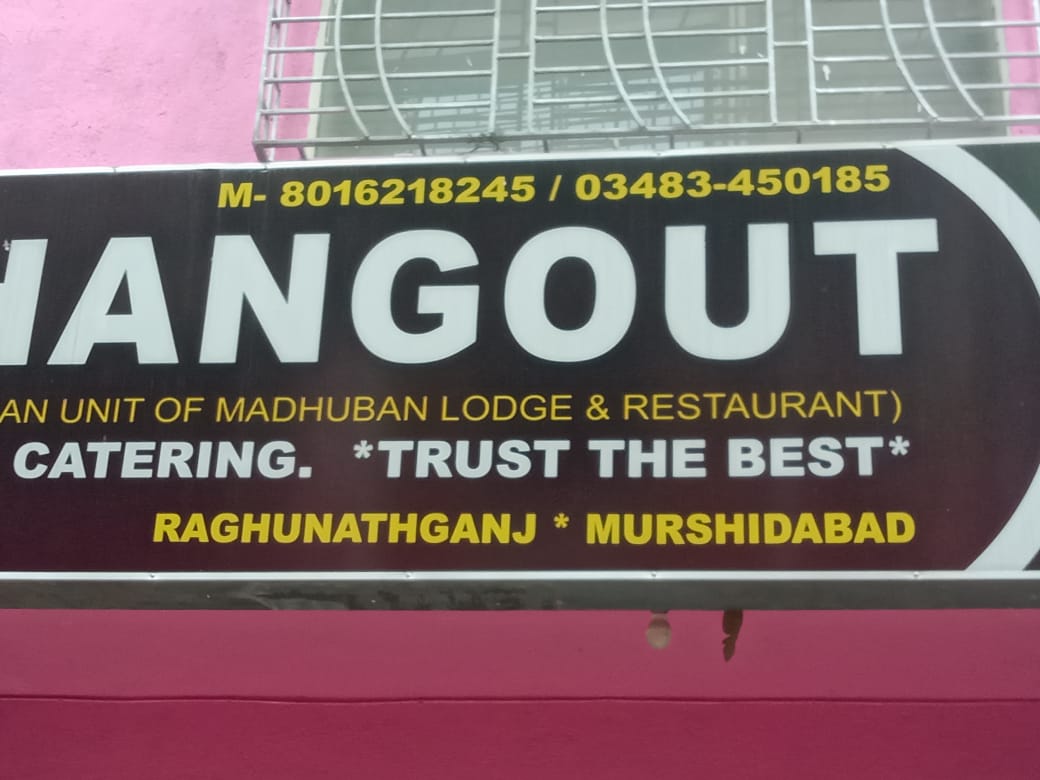 M- 8016218245 / 03483-450185
HANGOUT
AN UNIT OF MADHUBAN LODGE & RESTAURANT)
CATERING. *TRUST THE BEST*
RAGHUNATHGANJ * MURSHIDABAD